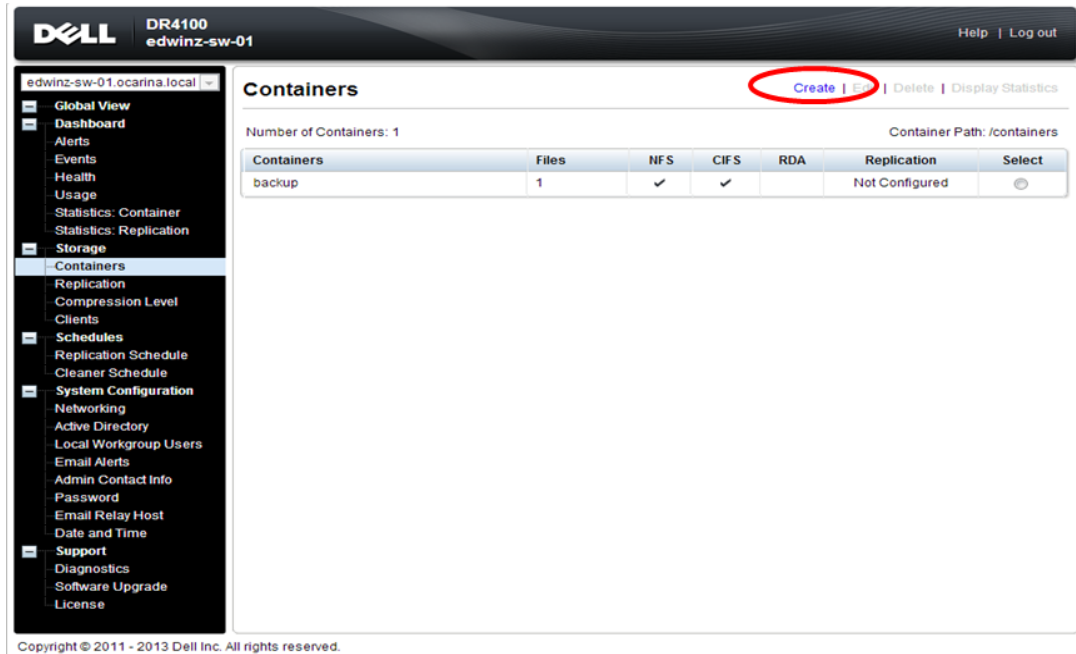 DELL
DR4100
edwinz-sw-01
Help | Log out
edwinz-sw-01.ocarina.local
Global View
Dashboard
Alerts
Events
Health
Usage
Statistics: Container
Statistics: Replication
Storage
Containers
Replication
Compression Level
Clients
Schedules
Replication Schedule
Cleaner Schedule
System Configuration
Networking
Active Directory
Local Workgroup Users
Email Alerts
Admin Contact Info
Password
Email Relay Host
Date and Time
Support
Diagnostics
Software Upgrade
License
Containers
Create | Edit | Delete | Display Statistics
Number of Containers: 1
Container Path: /containers
Containers Files NFS CIFS RDA Replication Select
backup 1 ✔ ✔ Not Configured
Copyright © 2011 - 2013 Dell Inc. All rights reserved.